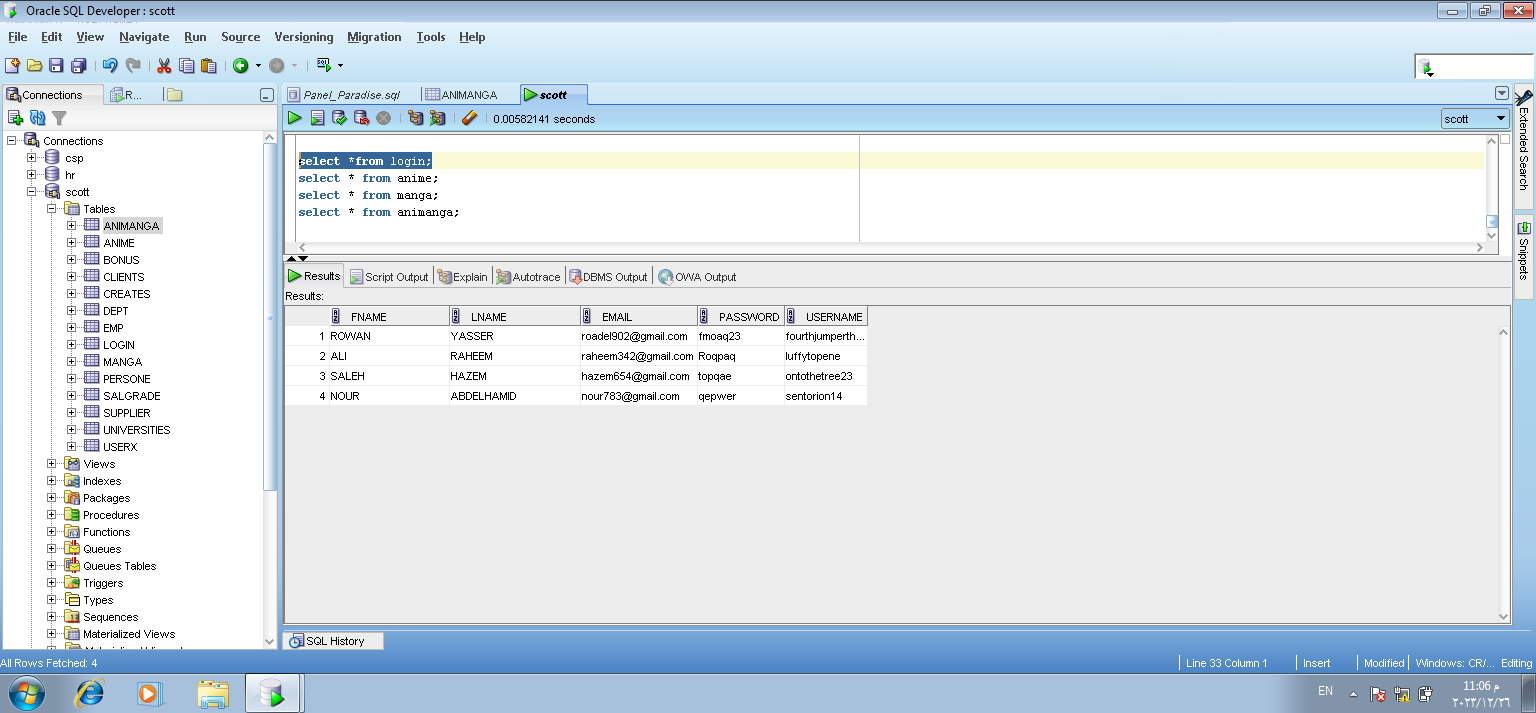 Oracle SQL Developer : scott
File Edit View Navigate Run Source Versioning Migration Tools Help
Connections R...
Panel_Paradise.sql ANIMANGA scott
0.00582141 seconds
scott
Connections
csp
hr
scott
Tables
ANIMANGA
ANIME
BONUS
CLIENTS
CREATES
DEPT
EMP
LOGIN
MANGA
PERSONE
SALGRADE
SUPPLIER
UNIVERSITIES
USERX
Views
Indexes
Packages
Procedures
Functions
Queues
Queues Tables
Triggers
Types
Sequences
Materialized Views
select *from login;
select * from anime;
select * from manga;
select * from animanga;
Results Script Output Explain Autotrace DBMS Output OWA Output
Results:
FNAME LNAME EMAIL PASSWORD USERNAME
1 ROWAN YASSER roadel902@gmail.com fmoaq23 fourthjumperth...
2 ALI RAHEEM raheem342@gmail.com Roqpaq luffytopene
3 SALEH HAZEM hazem654@gmail.com topqae ontothetree23
4 NOUR ABDELHAMID nour783@gmail.com qepwer sentorion14
Extended Search
Snippets
SQL History
All Rows Fetched: 4
Line 33 Column 1 Insert Modified Windows: CR/... Editing
EN
11:06 م
٢٠٢٣/١٢/٢٦